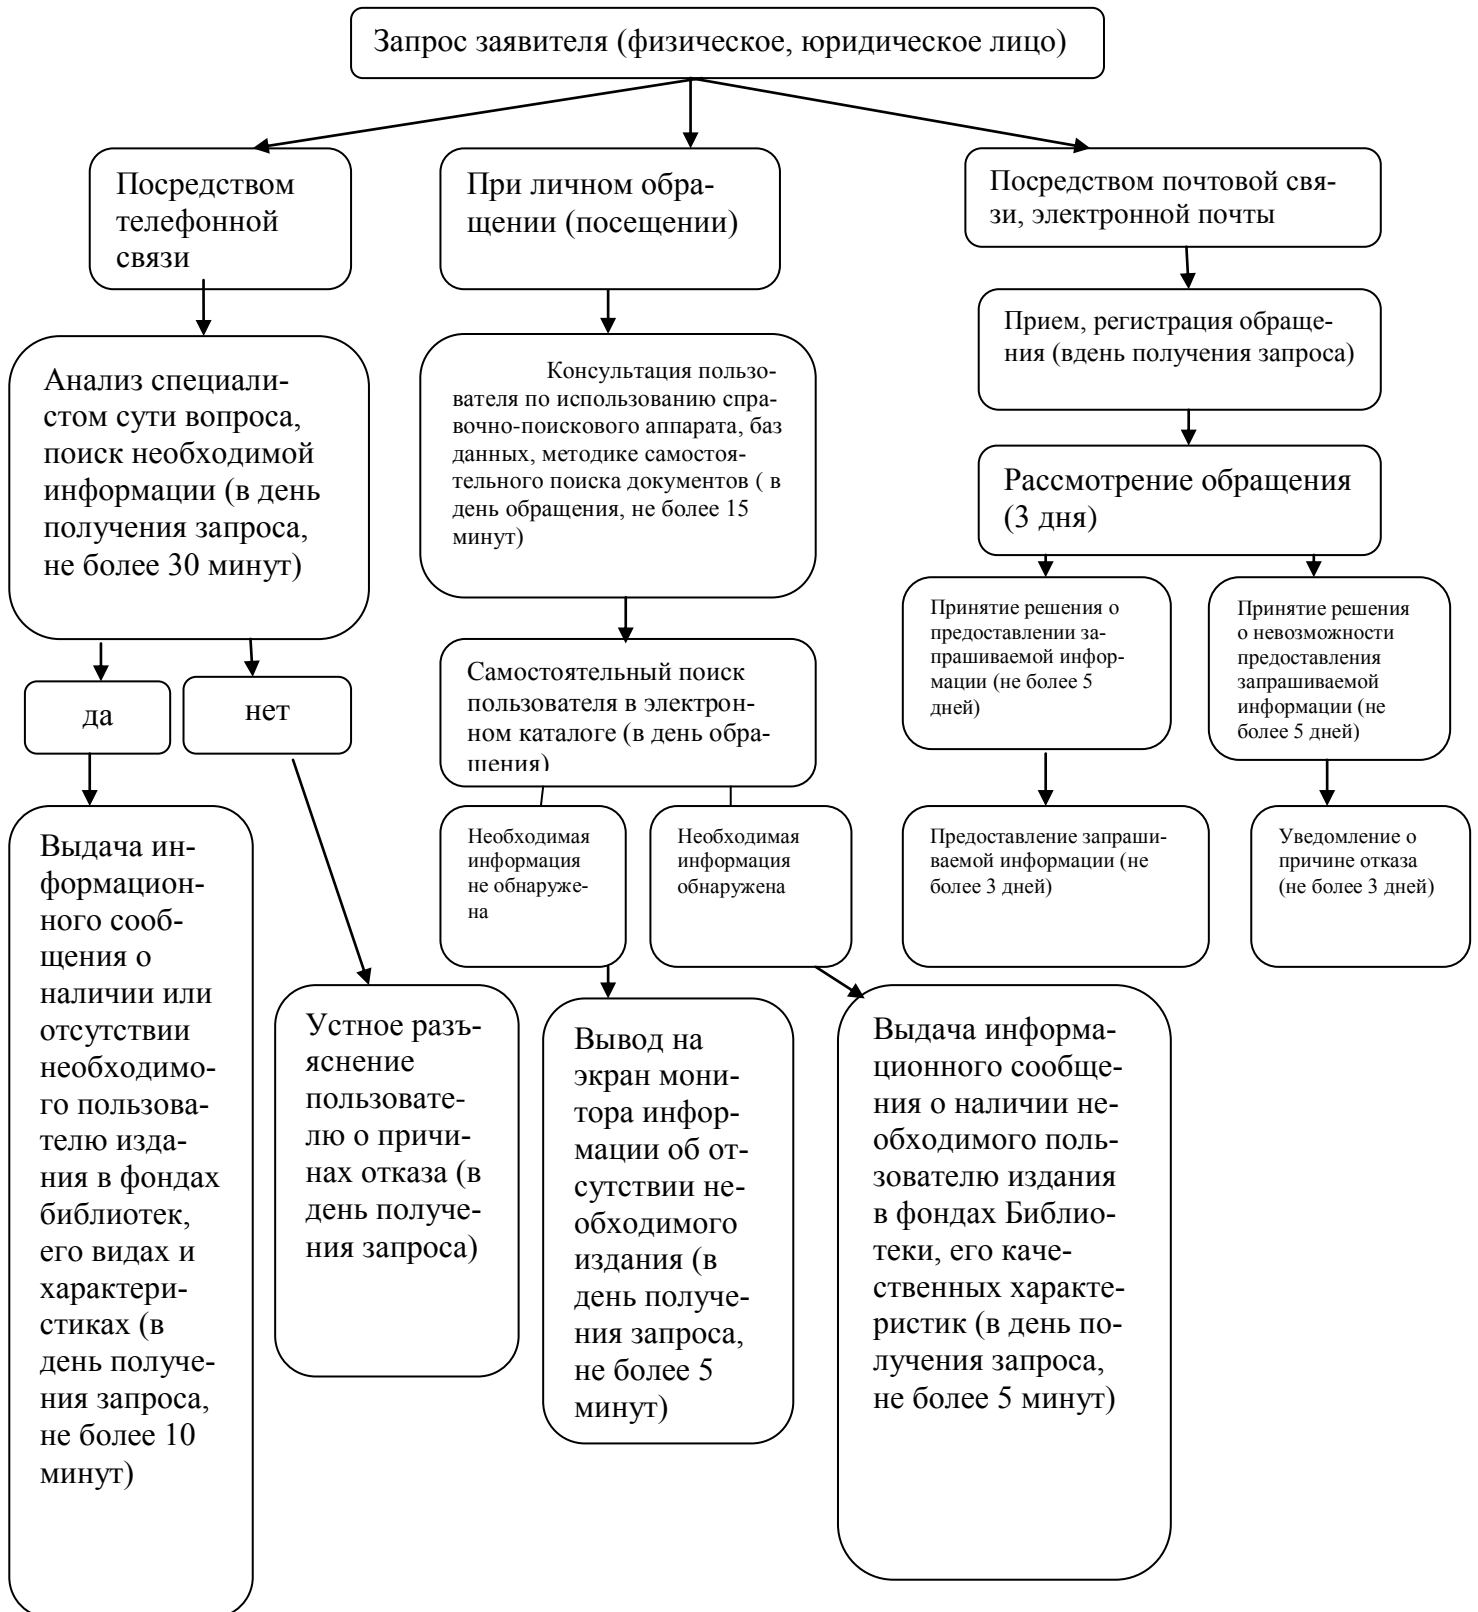 Запрос заявителя (физическое, юридическое лицо)
Посредством
телефонной
связи
При личном обра-
щении (посещении)
Посредством почтовой свя-
зи, электронной почты
Прием, регистрация обраще-
ния (вдень получения запроса)
Анализ специали-
стом сути вопроса,
поиск необходимой
информации (в день
получения запроса,
не более 30 минут)
Консультация пользо-
вателя по использованию спра-
вочно-поискового аппарата, баз
данных, методике самостоя-
тельного поиска документов ( в
день обращения, не более 15
минут)
Рассмотрение обращения
(3 дня)
Принятие решения о
предоставлении за-
прашиваемой инфор-
мации (не более 5
дней)
Принятие решения
о невозможности
предоставления
запрашиваемой
информации (не
более 5 дней)
да
нет
Самостоятельный поиск
пользователя в электрон-
ном каталоге (в день обра-
щения)
Необходимая
информация
не обнаруже-
на
Необходимая
информация
обнаружена
Предоставление запраши-
ваемой информации (не
более 3 дней)
Уведомление о
причине отказа
(не более 3 дней)
Выдача ин-
формацион-
ного сооб-
щения о
наличии или
отсутствии
необходимо-
го пользова-
телю изда-
ния в фондах
библиотек,
его видах и
характери-
стиках (в
день получе-
ния запроса,
не более 10
минут)
Устное разъ-
яснение
пользовате-
лю о причи-
нах отказа (в
день получе-
ния запроса)
Вывод на
экран мони-
тора инфор-
мации об от-
сутствии не-
обходимого
издания (в
день получе-
ния запроса,
не более 5
минут)
Выдача информа-
ционного сообще-
ния о наличии не-
обходимого поль-
зователю издания
в фондах Библио-
теки, его каче-
ственных характе-
ристик (в день по-
лучения запроса,
не более 5 минут)